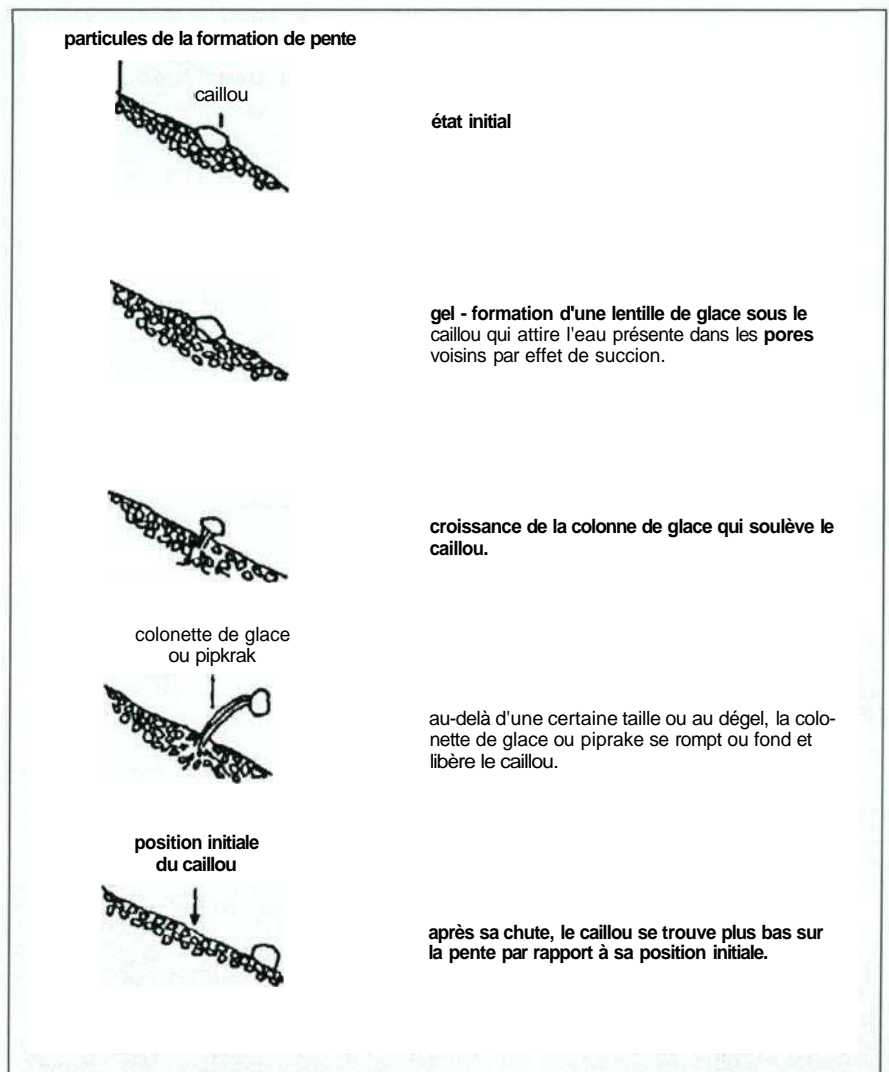 particules de la formation de pente
caillou
état initial
gel - formation d'une lentille de glace sous le
caillou qui attire l'eau présente dans les pores
voisins par effet de succion.
croissance de la colonne de glace qui soulève le
caillou.
colonette de glace
ou pipkrak
au-delà d'une certaine taille ou au dégel, la colo-
nette de glace ou piprake se rompt ou fond et
libère le caillou.
position initiale
du caillou
après sa chute, le caillou se trouve plus bas sur
la pente par rapport à sa position initiale.